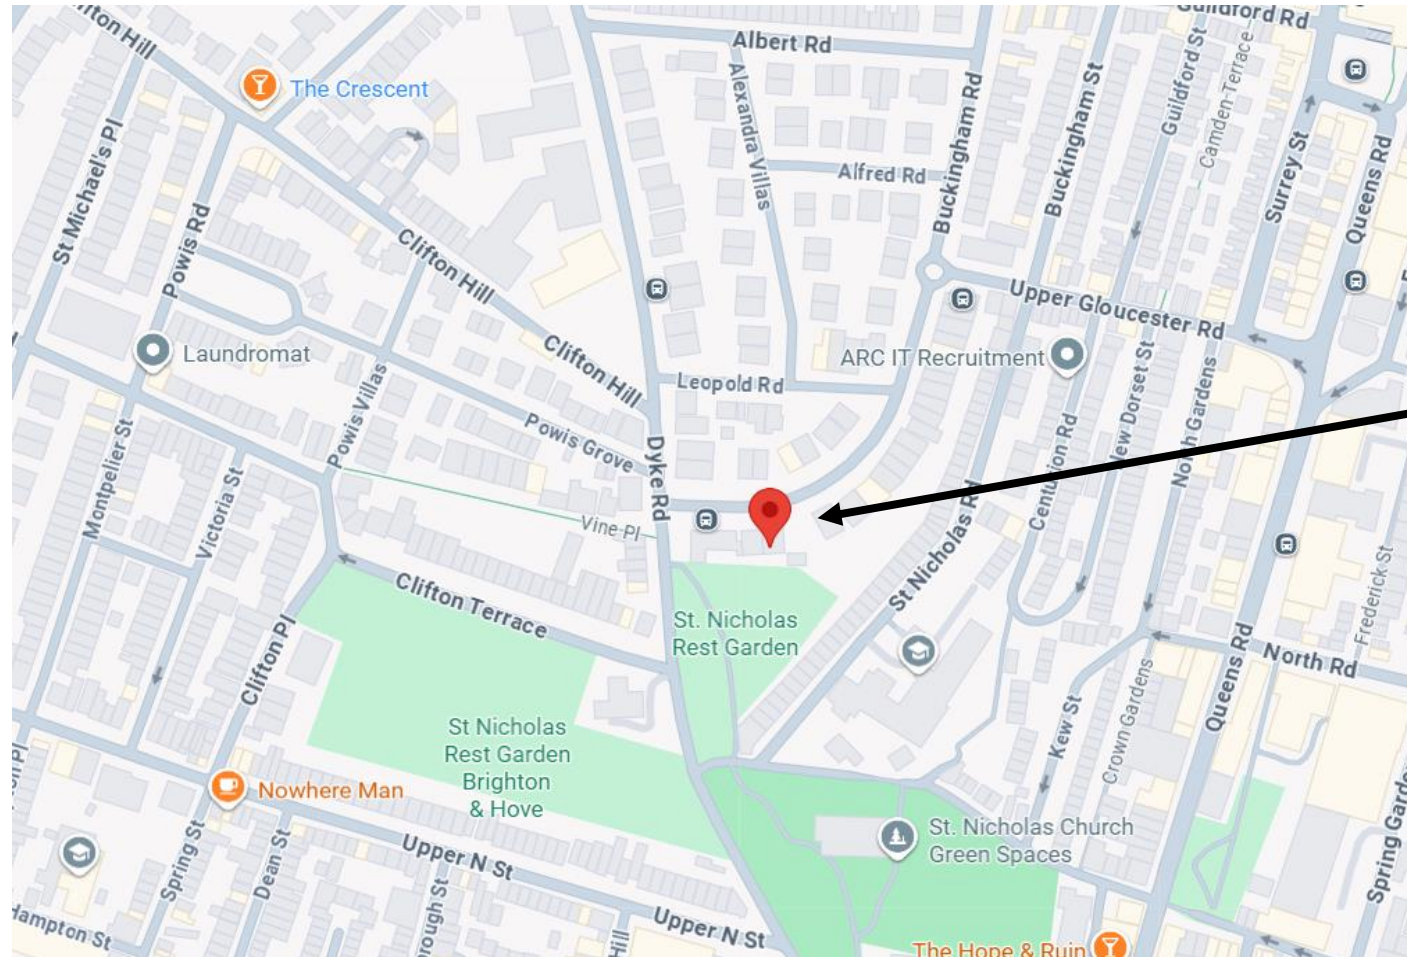 Clifton Hill
Albert Rd
Guildford Rd
The Crescent
St Michael's Pl
Powis Rd
Alexandra Villas
Alfred Rd
Buckingham Rd
Buckingham St
Guildford St
Camden Terrace
Surrey St
Queens Rd
Clifton Hill
Upper Gloucester Rd
Laundromat
Clifton Hill
Leopold Rd
ARC IT Recruitment
Powis Villas
Powis Grove
Dyke Rd
Montpelier St
Victoria St
Centurion Rd
New Dorset St
North Gardens
Vine Pl
St Nicholas Rd
Frederick St
Clifton Terrace
St. Nicholas
Rest Garden
Clifton Pl
North Rd
Queens Rd
Kew St
Crown Gardens
St Nicholas
Rest Garden
Brighton
& Hove
Nowhere Man
Upper N St
St. Nicholas Church
Green Spaces
Spring St
Dean St
Hampton St
Upper N St
Hill
The Hope & Ruin